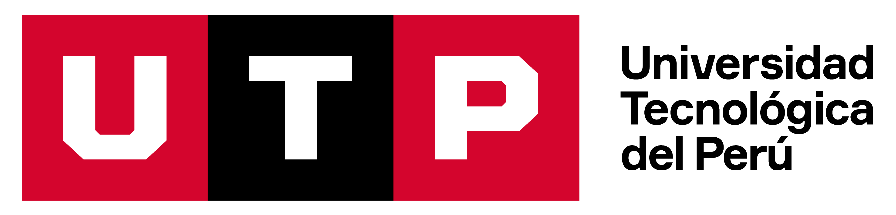 UTP
Universidad
Tecnológica
del Perú